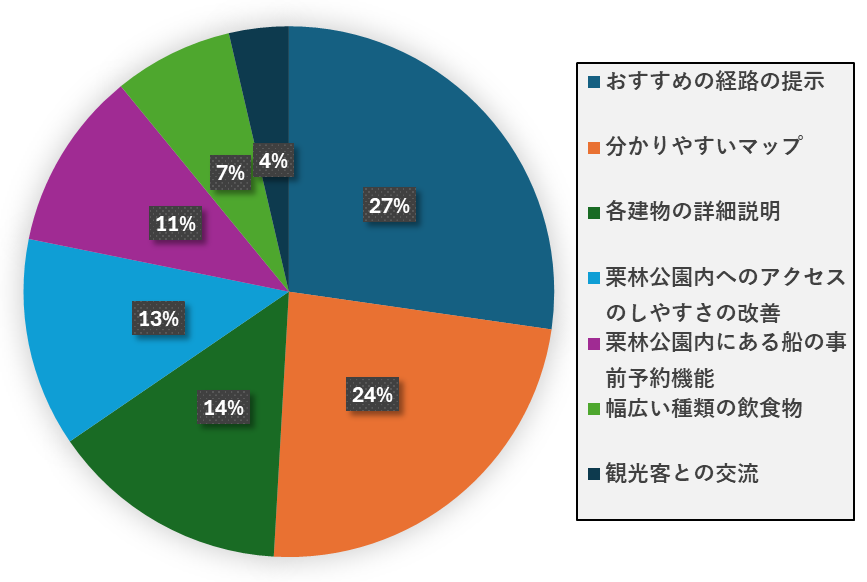 27%
24%
14%
13%
11%
7%
4%
おすすめの経路の提示
分かりやすいマップ
各建物の詳細説明
栗林公園内へのアクセス
のしやすさの改善
栗林公園内にある船の事
前予約機能
幅広い種類の飲食物
観光客との交流